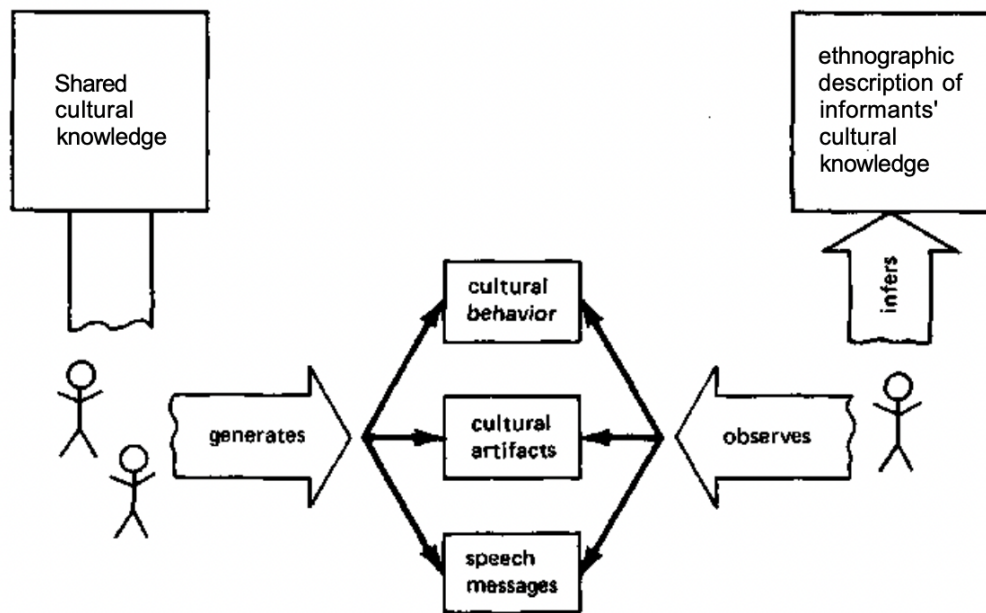 Shared
cultural
knowledge
ethnographic
description of
informants'
cultural
knowledge
infers
cultural
behavior
generates
cultural
artifacts
observes
speech
messages